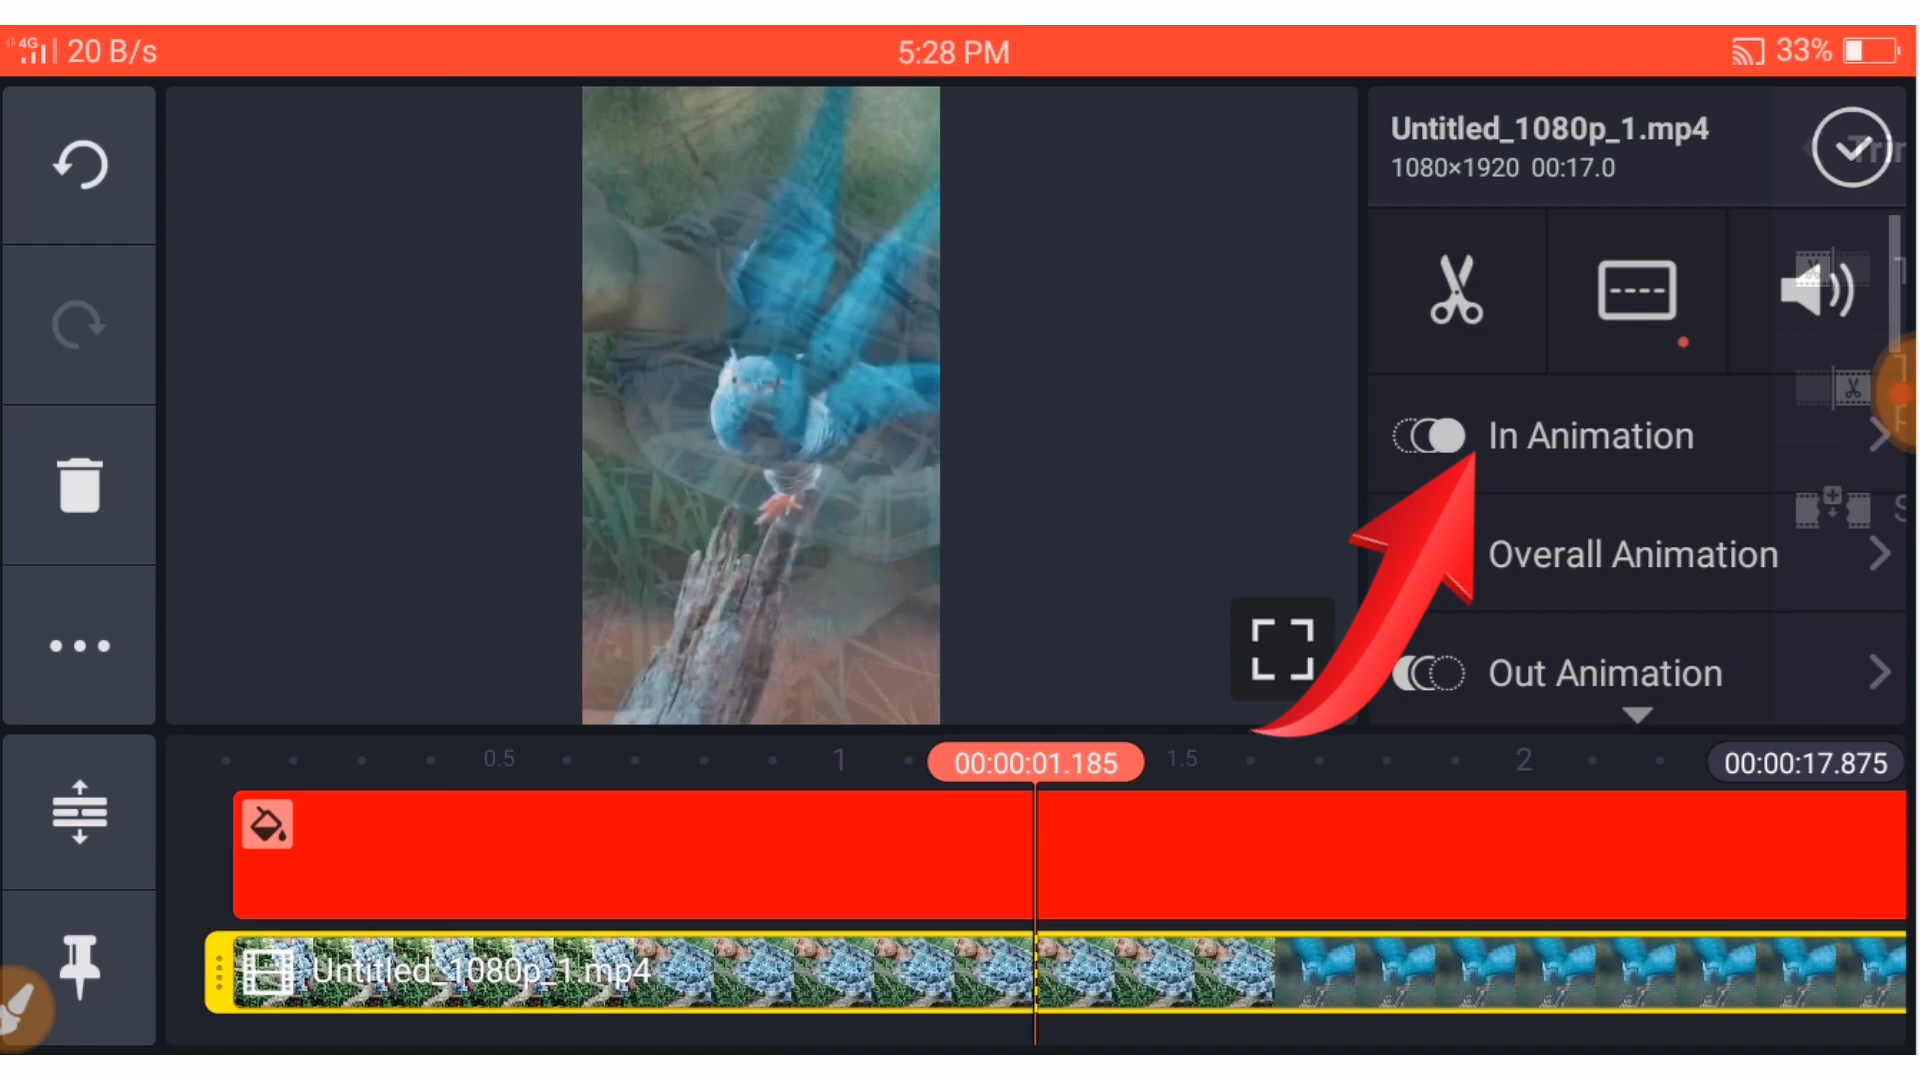 4G 20 B/s
5:28 PM
33%
Untitled_1080p_1.mp4
1080×1920 00:17.0
In Animation
Overall Animation
Out Animation
0.5
1
00:00:01.185
1.5
2
00:00:17.875
Untitled_1080p_1.mp4